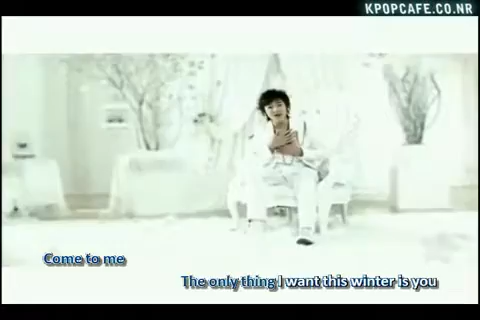 KPOPCAFE.CO.NR
Come to me
The only thing I want this winter is you